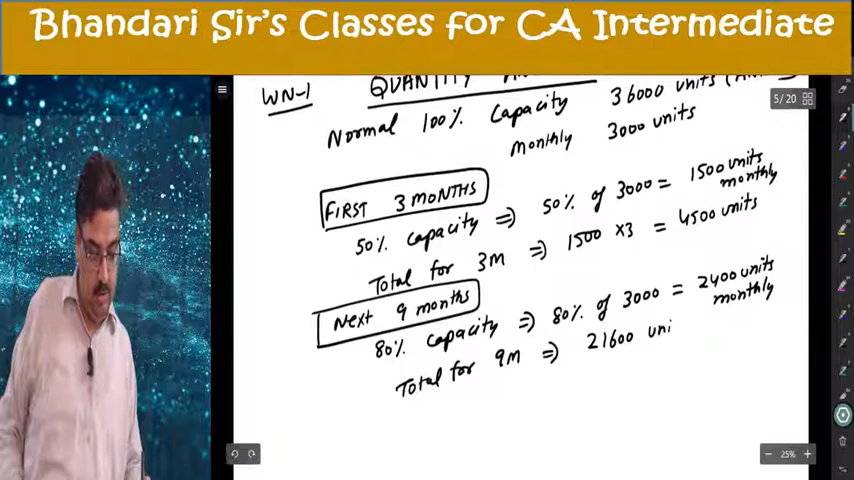 Bhandari Sir's Classes for CA Intermediate
WN-1 QUANTITY
Normal 100% Capacity 36000 units
monthly 3000 units
5/20
FIRST 3 MONTHS
50% capacity ⇒ 50% of 3000 = 1500 units monthly
Total for 3M ⇒ 1500 ×3 = 4500 units
Next 9 months
80% capacity ⇒ 80% of 3000 = 2400 units monthly
Total for 9M ⇒ 21600 uni
− 25% +